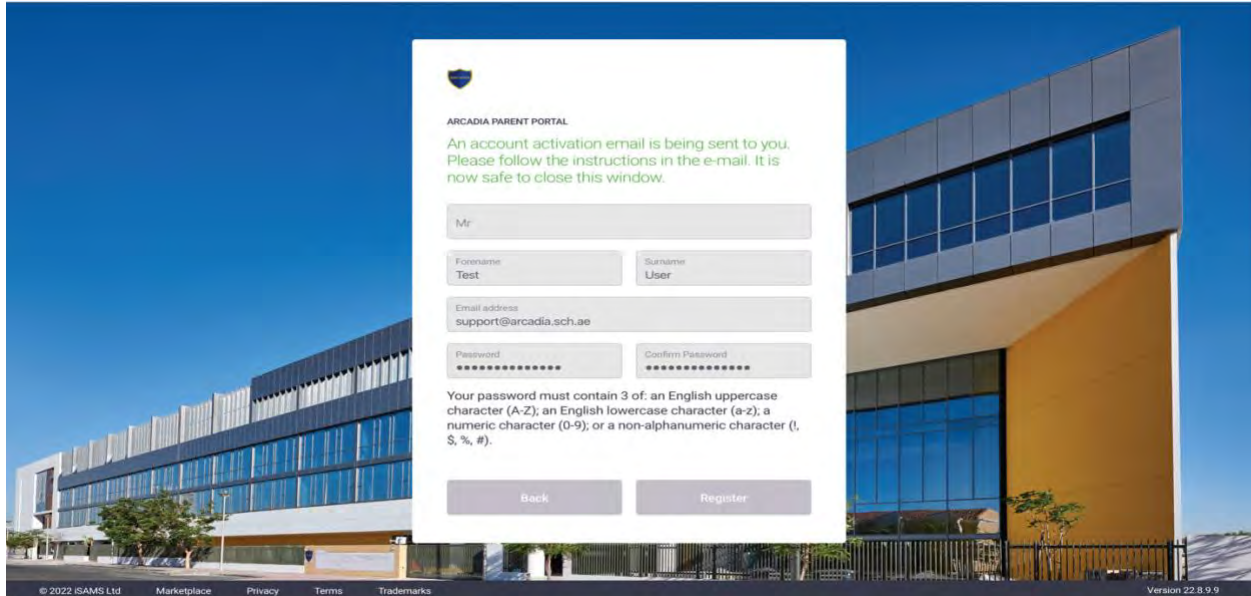 ARCADIA PARENT PORTAL
An account activation email is being sent to you.
Please follow the instructions in the e-mail. It is
now safe to close this window.
Mr
Forename
Test
Surname
User
Email address
support@arcadia.sch.ae
Password
••••••••••••••
Confirm Password
••••••••••••••
Your password must contain 3 of: an English uppercase
character (A-Z); an English lowercase character (a-z); a
numeric character (0-9); or a non-alphanumeric character (!,
$, %, #).
Back
Register
© 2022 iSAMS Ltd
Marketplace
Privacy
Terms
Trademarks
Version 22.8.9.9